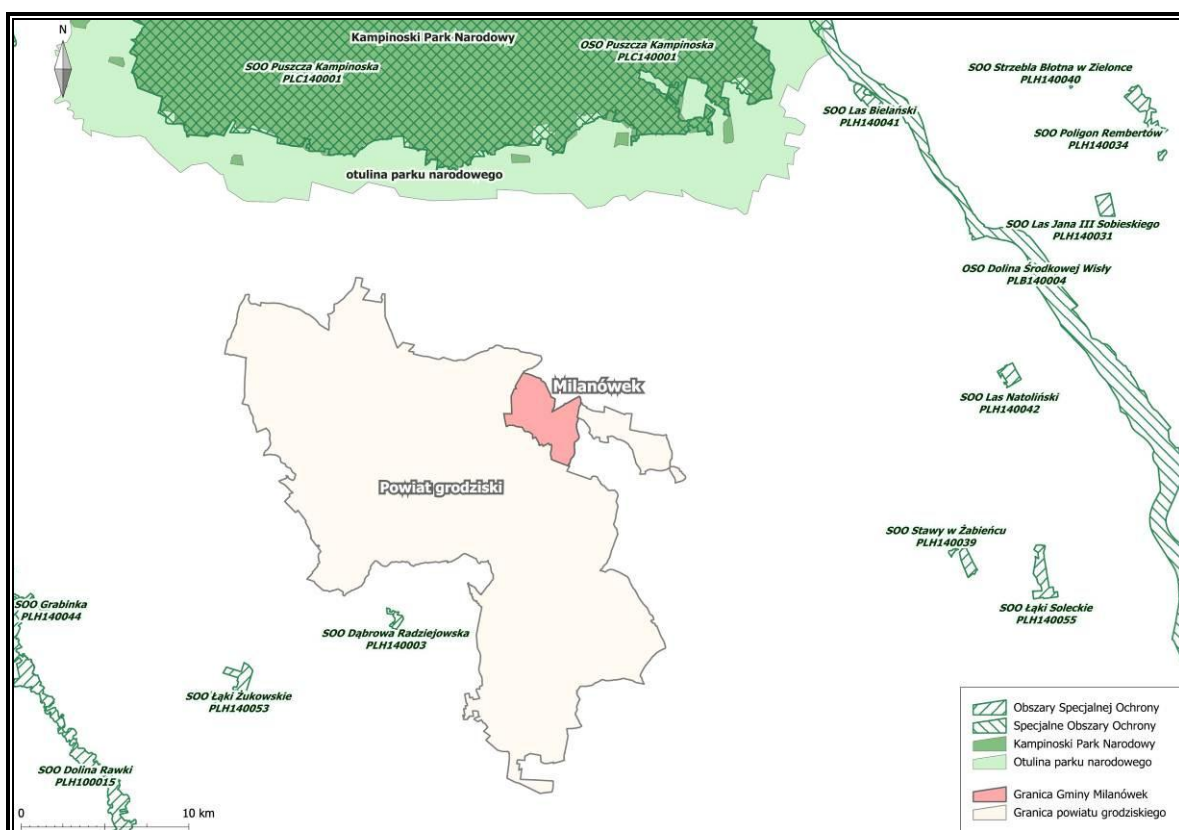 N
Kampinoski Park Narodowy
SOO Puszcza Kampinoska
PLC140001
OSO Puszcza Kampinoska
PLC140001
otulina parku narodowego
SOO Las Bielański
PLH140041
SOO Strzebla Błotna w Zielonce
PLH140040
SOO Poligon Rembertów
PLH140034
SOO Las Jana III Sobieskiego
PLH140031
OSO Dolina Środkowej Wisły
PLB140004
Milanówek
SOO Las Natoliński
PLH140042
Powiat grodziski
SOO Stawy w Żabieńcu
PLH140039
SOO Łąki Soleckie
PLH140055
SOO Grabinka
PLH140044
SOO Dąbrowa Radziejowska
PLH140003
SOO Łąki Żukowskie
PLH140053
SOO Dolina Rawki
PLH100015
0 10 km
Obszary Specjalnej Ochrony
Specjalne Obszary Ochrony
Kampinoski Park Narodowy
Otulina parku narodowego
Granica Gminy Milanówek
Granica powiatu grodziskiego